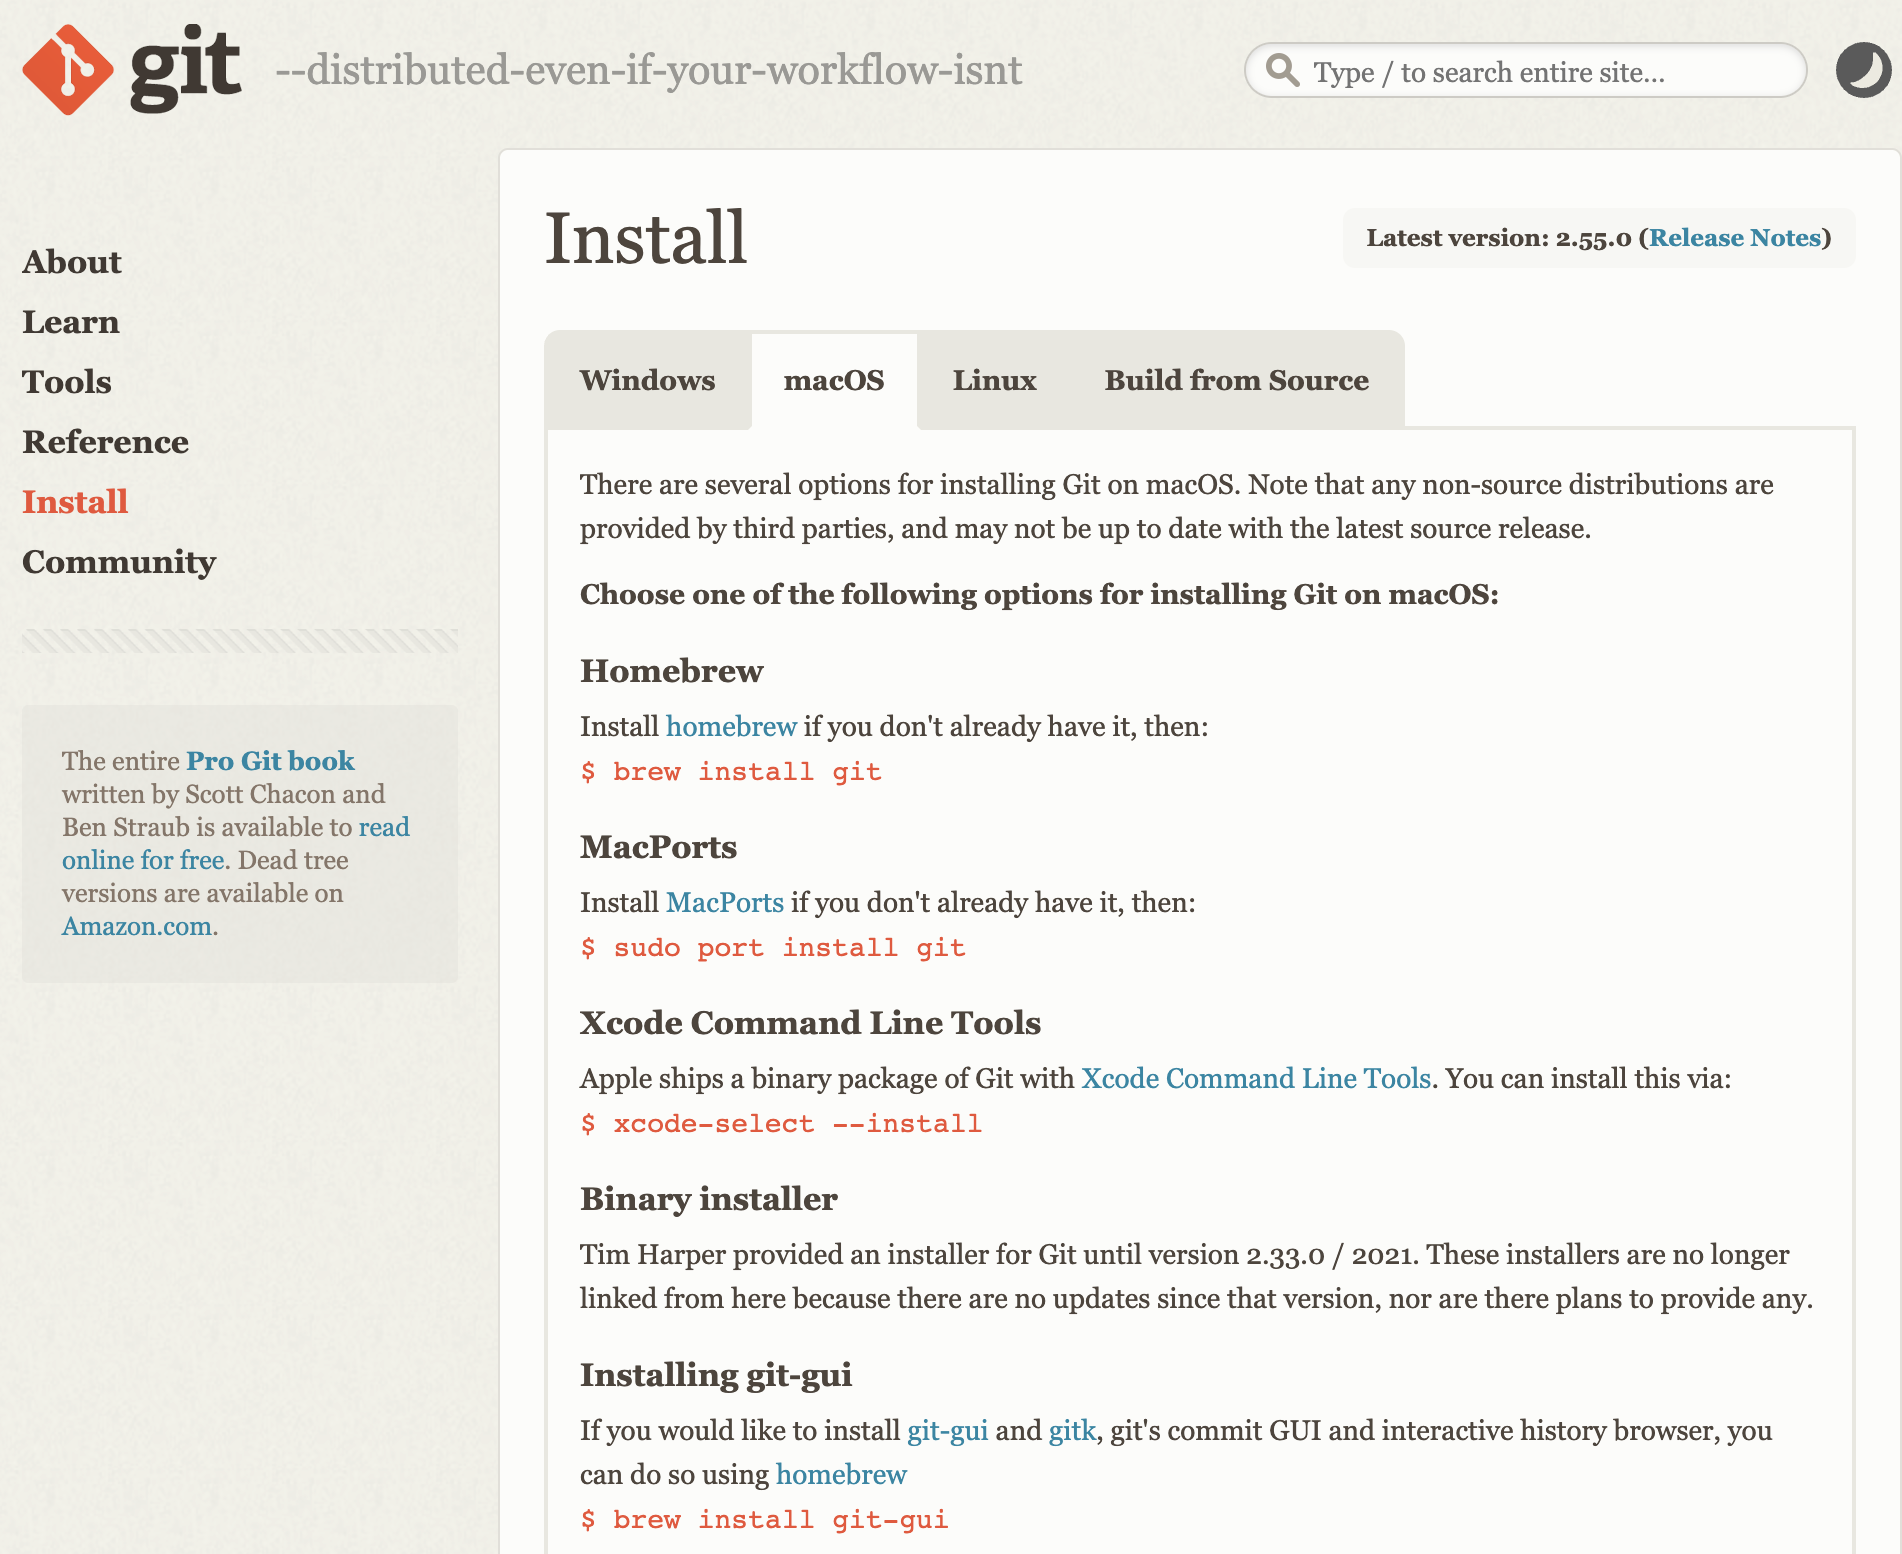 git --distributed-even-if-your-workflow-isnt
Type / to search entire site...
About
Learn
Tools
Reference
Install
Community
The entire Pro Git book
written by Scott Chacon and
Ben Straub is available to read
online for free. Dead tree
versions are available on
Amazon.com.
Install
Latest version: 2.55.0 (Release Notes)
Windows
macOS
Linux
Build from Source
There are several options for installing Git on macOS. Note that any non-source distributions are
provided by third parties, and may not be up to date with the latest source release.
Choose one of the following options for installing Git on macOS:
Homebrew
Install homebrew if you don't already have it, then:
$ brew install git
MacPorts
Install MacPorts if you don't already have it, then:
$ sudo port install git
Xcode Command Line Tools
Apple ships a binary package of Git with Xcode Command Line Tools. You can install this via:
$ xcode-select --install
Binary installer
Tim Harper provided an installer for Git until version 2.33.0 / 2021. These installers are no longer
linked from here because there are no updates since that version, nor are there plans to provide any.
Installing git-gui
If you would like to install git-gui and gitk, git's commit GUI and interactive history browser, you
can do so using homebrew
$ brew install git-gui